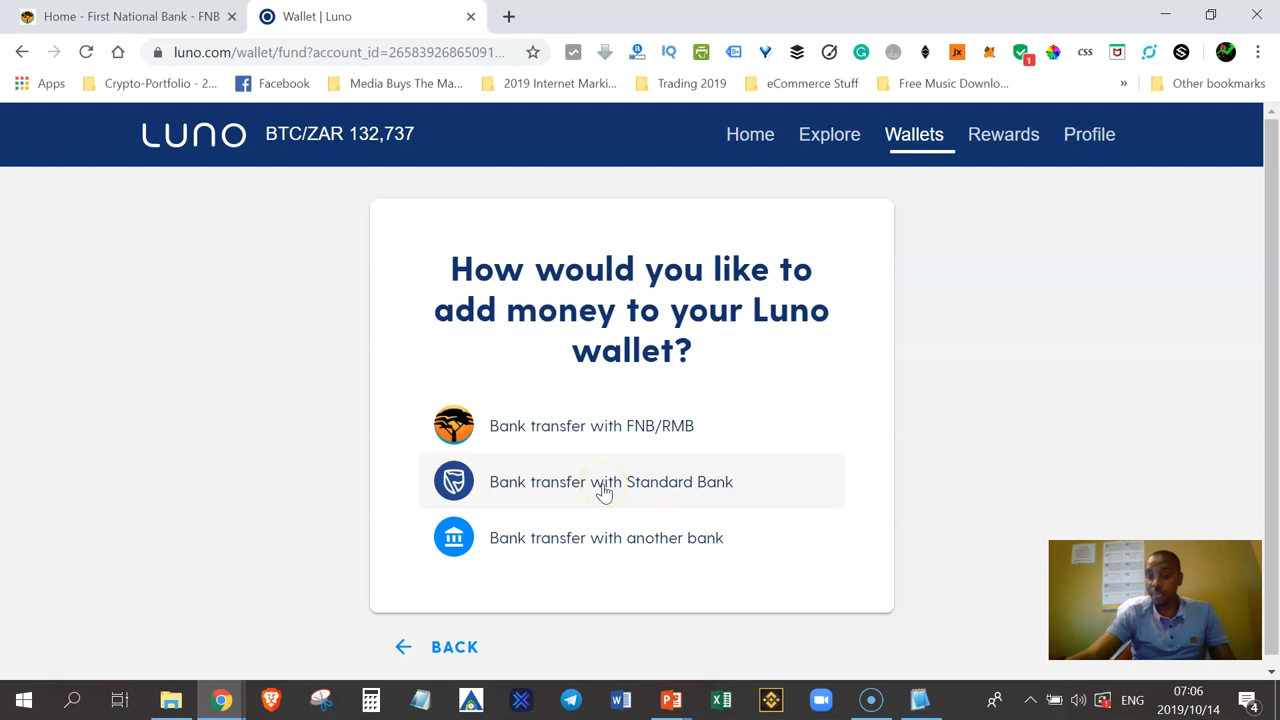 Home - First National Bank - FNB
Wallet | Luno
luno.com/wallet/fund?account_id=26583926865091...
css
1
Apps
Crypto-Portfolio - 2...
Facebook
Media Buys The Ma...
2019 Internet Marki...
Trading 2019
eCommerce Stuff
Free Music Downlo...
»
Other bookmarks
LUNO
BTC/ZAR 132,737
Home
Explore
Wallets
Rewards
Profile
How would you like to
add money to your Luno
wallet?
Bank transfer with FNB/RMB
Bank transfer with Standard Bank
Bank transfer with another bank
BACK
ENG
07:06
2019/10/14
4